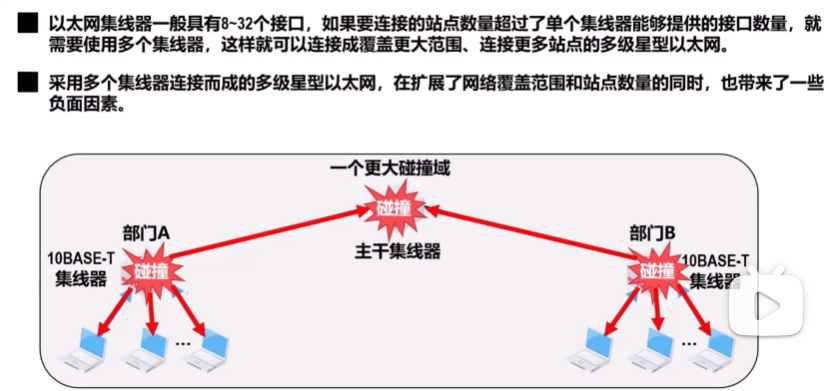 以太网集线器一般具有8~32个接口，如果要连接的站点数量超过了单个集线器能够提供的接口数量，就
需要使用多个集线器，这样就可以连接成覆盖更大范围、连接更多站点的多级星型以太网。
采用多个集线器连接而成的多级星型以太网，在扩展了网络覆盖范围和站点数量的同时，也带来了一些
负面因素。
一个更大碰撞域
碰撞
主干集线器
部门A
10BASE-T
集线器
碰撞
...
部门B
10BASE-T
集线器
碰撞
...